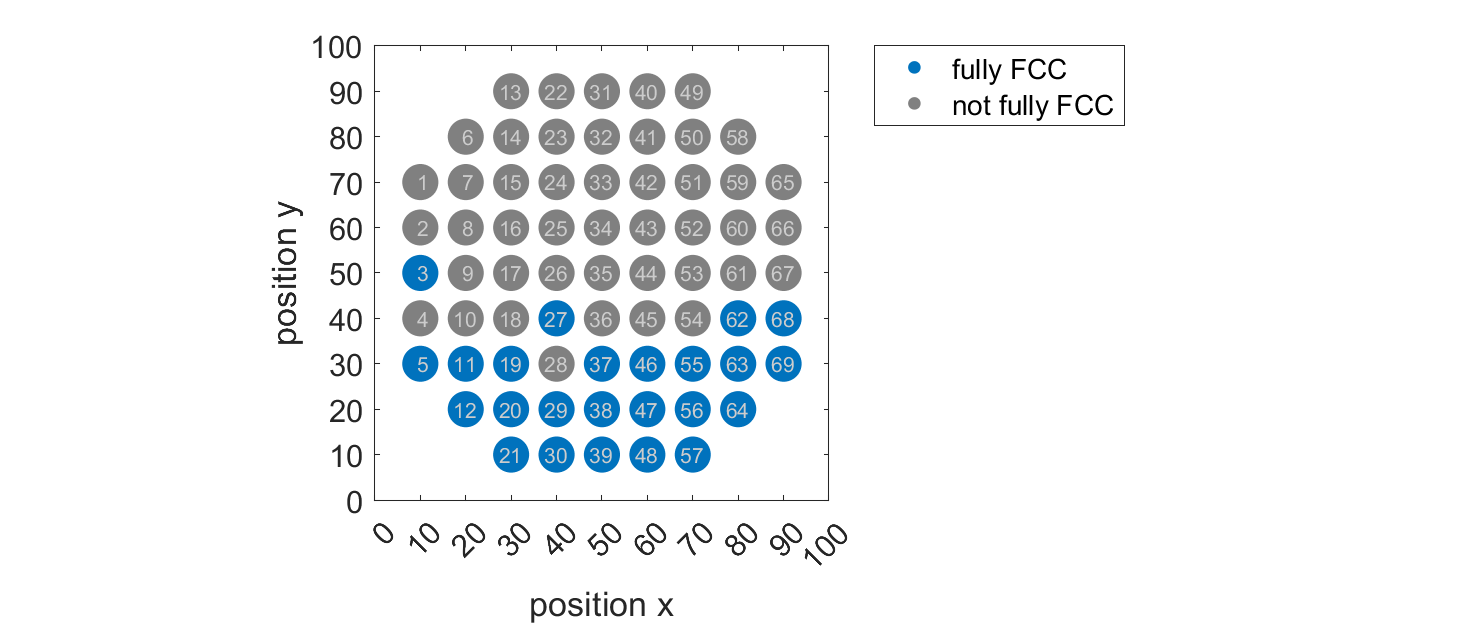 100
90
80
70
60
50
40
30
20
10
0
position y
13 22 31 40 49
6 14 23 32 41 50 58
1 7 15 24 33 42 51 59 65
2 8 16 25 34 43 52 60 66
3 9 17 26 35 44 53 61 67
4 10 18 27 36 45 54 62 68
5 11 19 28 37 46 55 63 69
12 20 29 38 47 56 64
21 30 39 48 57
0 10 20 30 40 50 60 70 80 90 100
position x
fully FCC
not fully FCC